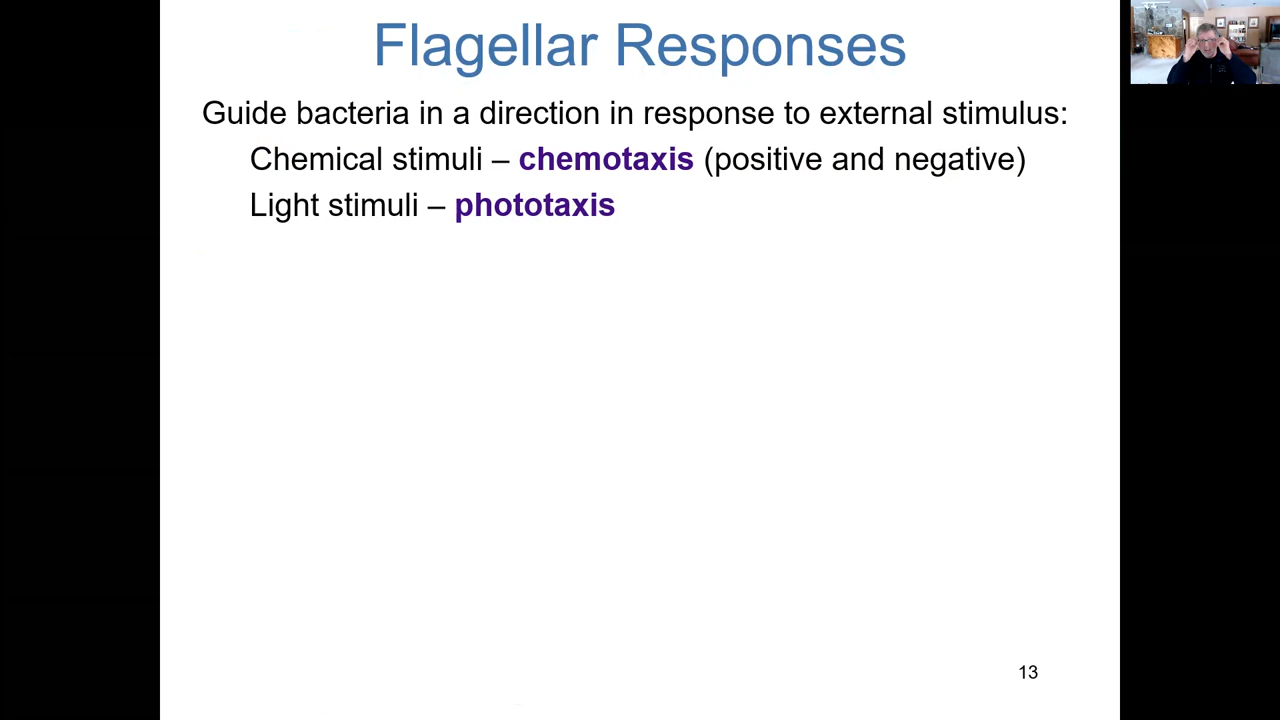 Flagellar Responses
Guide bacteria in a direction in response to external stimulus:
Chemical stimuli – chemotaxis (positive and negative)
Light stimuli – phototaxis
13